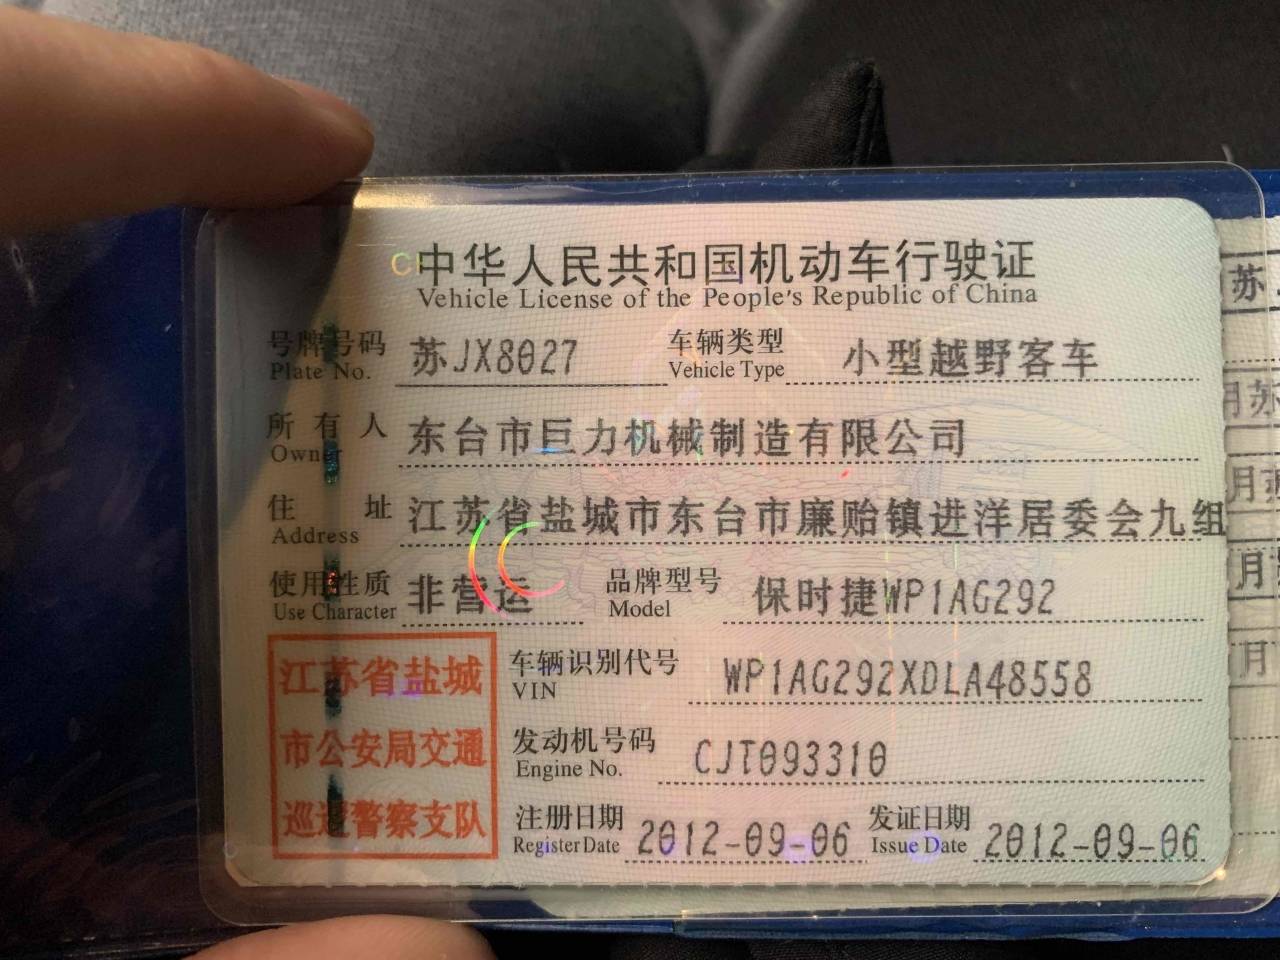 中华人民共和国机动车行驶证
Vehicle License of the People's Republic of China
号牌号码 苏JX8027 车辆类型 小型越野客车
Plate No. Vehicle Type
所有人 东台市巨力机械制造有限公司
Owner
住址 江苏省盐城市东台市廉贻镇进洋居委会九组
Address
使用性质 非营运 品牌型号 保时捷WP1AG292
Use Character Model
江苏省盐城
市公安局交通
巡逻警察支队
车辆识别代号 WP1AG292XDLA48558
VIN
发动机号码 CJT093310
Engine No.
注册日期 2012-09-06 发证日期 2012-09-06
Register Date Issue Date
苏
月苏
月
月
月